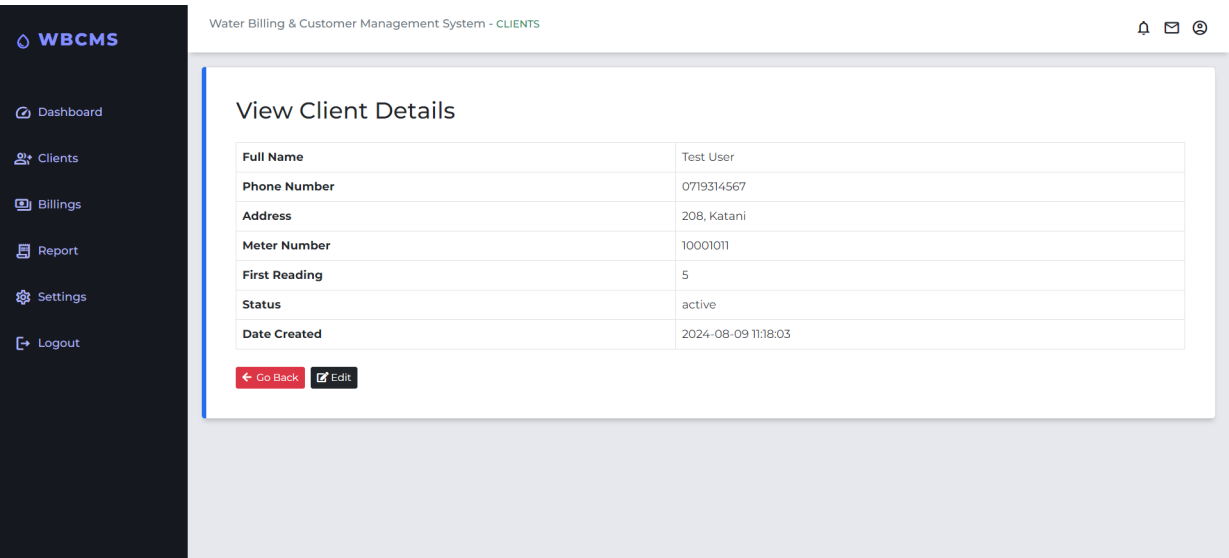 WBCMS
Water Billing & Customer Management System - CLIENTS
Dashboard
Clients
Billings
Report
Settings
Logout
View Client Details
Full Name Test User
Phone Number 0719314567
Address 208, Katani
Meter Number 10001011
First Reading 5
Status active
Date Created 2024-08-09 11:18:03
Go Back Edit